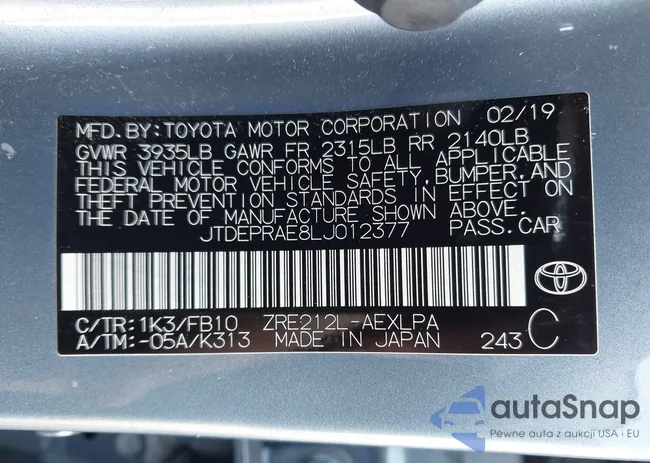 MFD.BY:TOYOTA MOTOR CORPORATION 02/19
GVWR 3935LB GAWR FR 2315LB RR 2140LB
THIS VEHICLE CONFORMS TO ALL APPLICABLE
FEDERAL MOTOR VEHICLE SAFETY,BUMPER,AND
THEFT PREVENTION STANDARDS IN EFFECT ON
THE DATE OF MANUFACTURE SHOWN ABOVE.
JTDEPRAE8LJ012377 PASS.CAR
C/TR:1K3/FB10 ZRE212L-AEXLPA
A/TM:-05A/K313 MADE IN JAPAN 243 C
autaSnap
Pewne auta z aukcji USA i EU